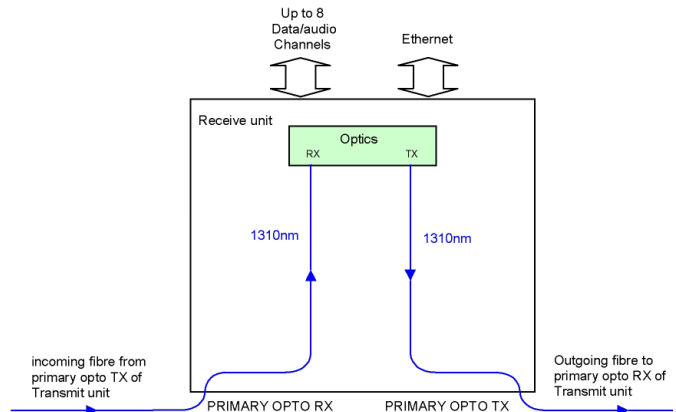 Up to 8
Data/audio
Channels
Ethernet
Receive unit
Optics
RX
TX
1310nm
1310nm
incoming fibre from
primary opto TX of
Transmit unit
Outgoing fibre to
primary opto RX of
Transmit unit
PRIMARY OPTO RX
PRIMARY OPTO TX